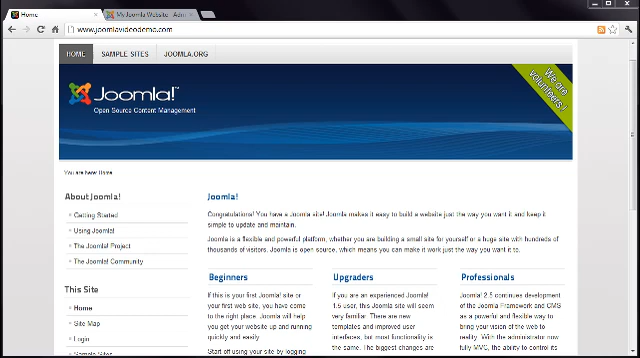 Home
My Joomla Website - Admi
www.joomlavideodemo.com
HOME
SAMPLE SITES
JOOMLA.ORG
Joomla!™
Open Source Content Management
We are
volunteers!
You are here: Home
About Joomla!
Getting Started
Using Joomla!
The Joomla! Project
The Joomla! Community
This Site
Home
Site Map
Login
Sample Sites
Joomla!
Congratulations! You have a Joomla site! Joomla makes it easy to build a website just the way you want it and keep it
simple to update and maintain.
Joomla is a flexible and powerful platform, whether you are building a small site for yourself or a huge site with hundreds of
thousands of visitors. Joomla is open source, which means you can make it work just the way you want it to.
Beginners
If this is your first Joomla! site or
your first web site, you have come
to the right place. Joomla will help
you get your website up and running
quickly and easily.
Start off using your site by logging
Upgraders
If you are an experienced Joomla!
1.5 user, this Joomla site will seem
very familiar. There are new
templates and improved user
interfaces, but most functionality is
the same. The biggest changes are
Professionals
Joomla! 2.5 continues development
of the Joomla Framework and CMS
as a powerful and flexible way to
bring your vision of the web to
reality. With the administrator now
fully MVC, the ability to control